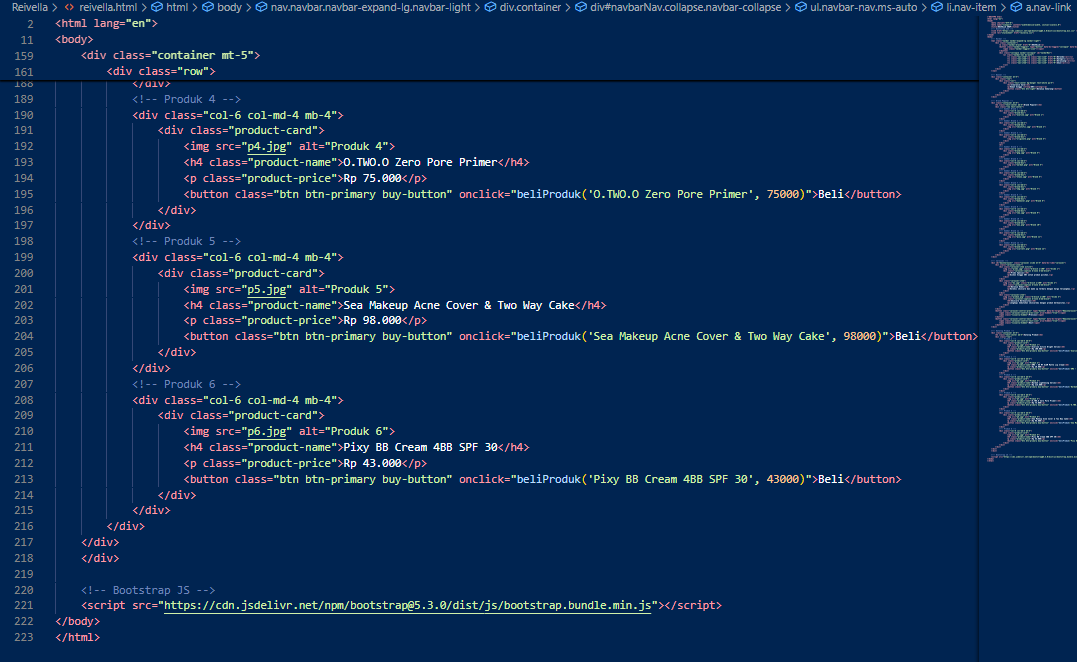 Reivella > reivella.html > html > body > nav.navbar.navbar-expand-lg.navbar-light > div.container > div#navbarNav.collapse.navbar-collapse > ul.navbar-nav.ms-auto > li.nav-item > a.nav-link
2 <html lang="en">
11 <body>
159 <div class="container mt-5">
161 <div class="row">
188 </div>
189 <!-- Produk 4 -->
190 <div class="col-6 col-md-4 mb-4">
191 <div class="product-card">
192 <img src="p4.jpg" alt="Produk 4">
193 <h4 class="product-name">O.TWO.O Zero Pore Primer</h4>
194 <p class="product-price">Rp 75.000</p>
195 <button class="btn btn-primary buy-button" onclick="beliProduk('O.TWO.O Zero Pore Primer', 75000)">Beli</button>
196 </div>
197 </div>
198 <!-- Produk 5 -->
199 <div class="col-6 col-md-4 mb-4">
200 <div class="product-card">
201 <img src="p5.jpg" alt="Produk 5">
202 <h4 class="product-name">Sea Makeup Acne Cover & Two Way Cake</h4>
203 <p class="product-price">Rp 98.000</p>
204 <button class="btn btn-primary buy-button" onclick="beliProduk('Sea Makeup Acne Cover & Two Way Cake', 98000)">Beli</button>
205 </div>
206 </div>
207 <!-- Produk 6 -->
208 <div class="col-6 col-md-4 mb-4">
209 <div class="product-card">
210 <img src="p6.jpg" alt="Produk 6">
211 <h4 class="product-name">Pixy BB Cream 4BB SPF 30</h4>
212 <p class="product-price">Rp 43.000</p>
213 <button class="btn btn-primary buy-button" onclick="beliProduk('Pixy BB Cream 4BB SPF 30', 43000)">Beli</button>
214 </div>
215 </div>
216 </div>
217 </div>
218 </div>
219
220 <!-- Bootstrap JS -->
221 <script src="https://cdn.jsdelivr.net/npm/bootstrap@5.3.0/dist/js/bootstrap.bundle.min.js"></script>
222 </body>
223 </html>